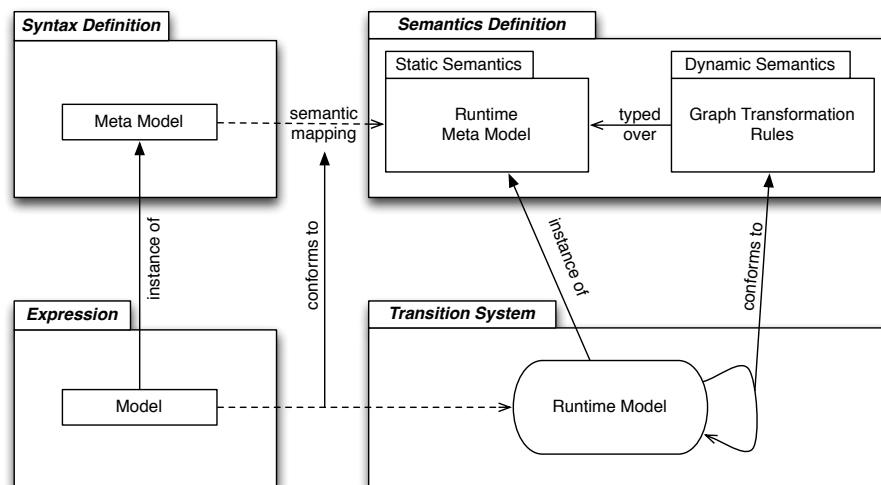 Syntax Definition
Semantics Definition
Static Semantics
Dynamic Semantics
Meta Model
semantic
mapping
Runtime
Meta Model
typed
over
Graph Transformation
Rules
instance of
conforms to
instance of
conforms to
Expression
Transition System
Model
Runtime Model